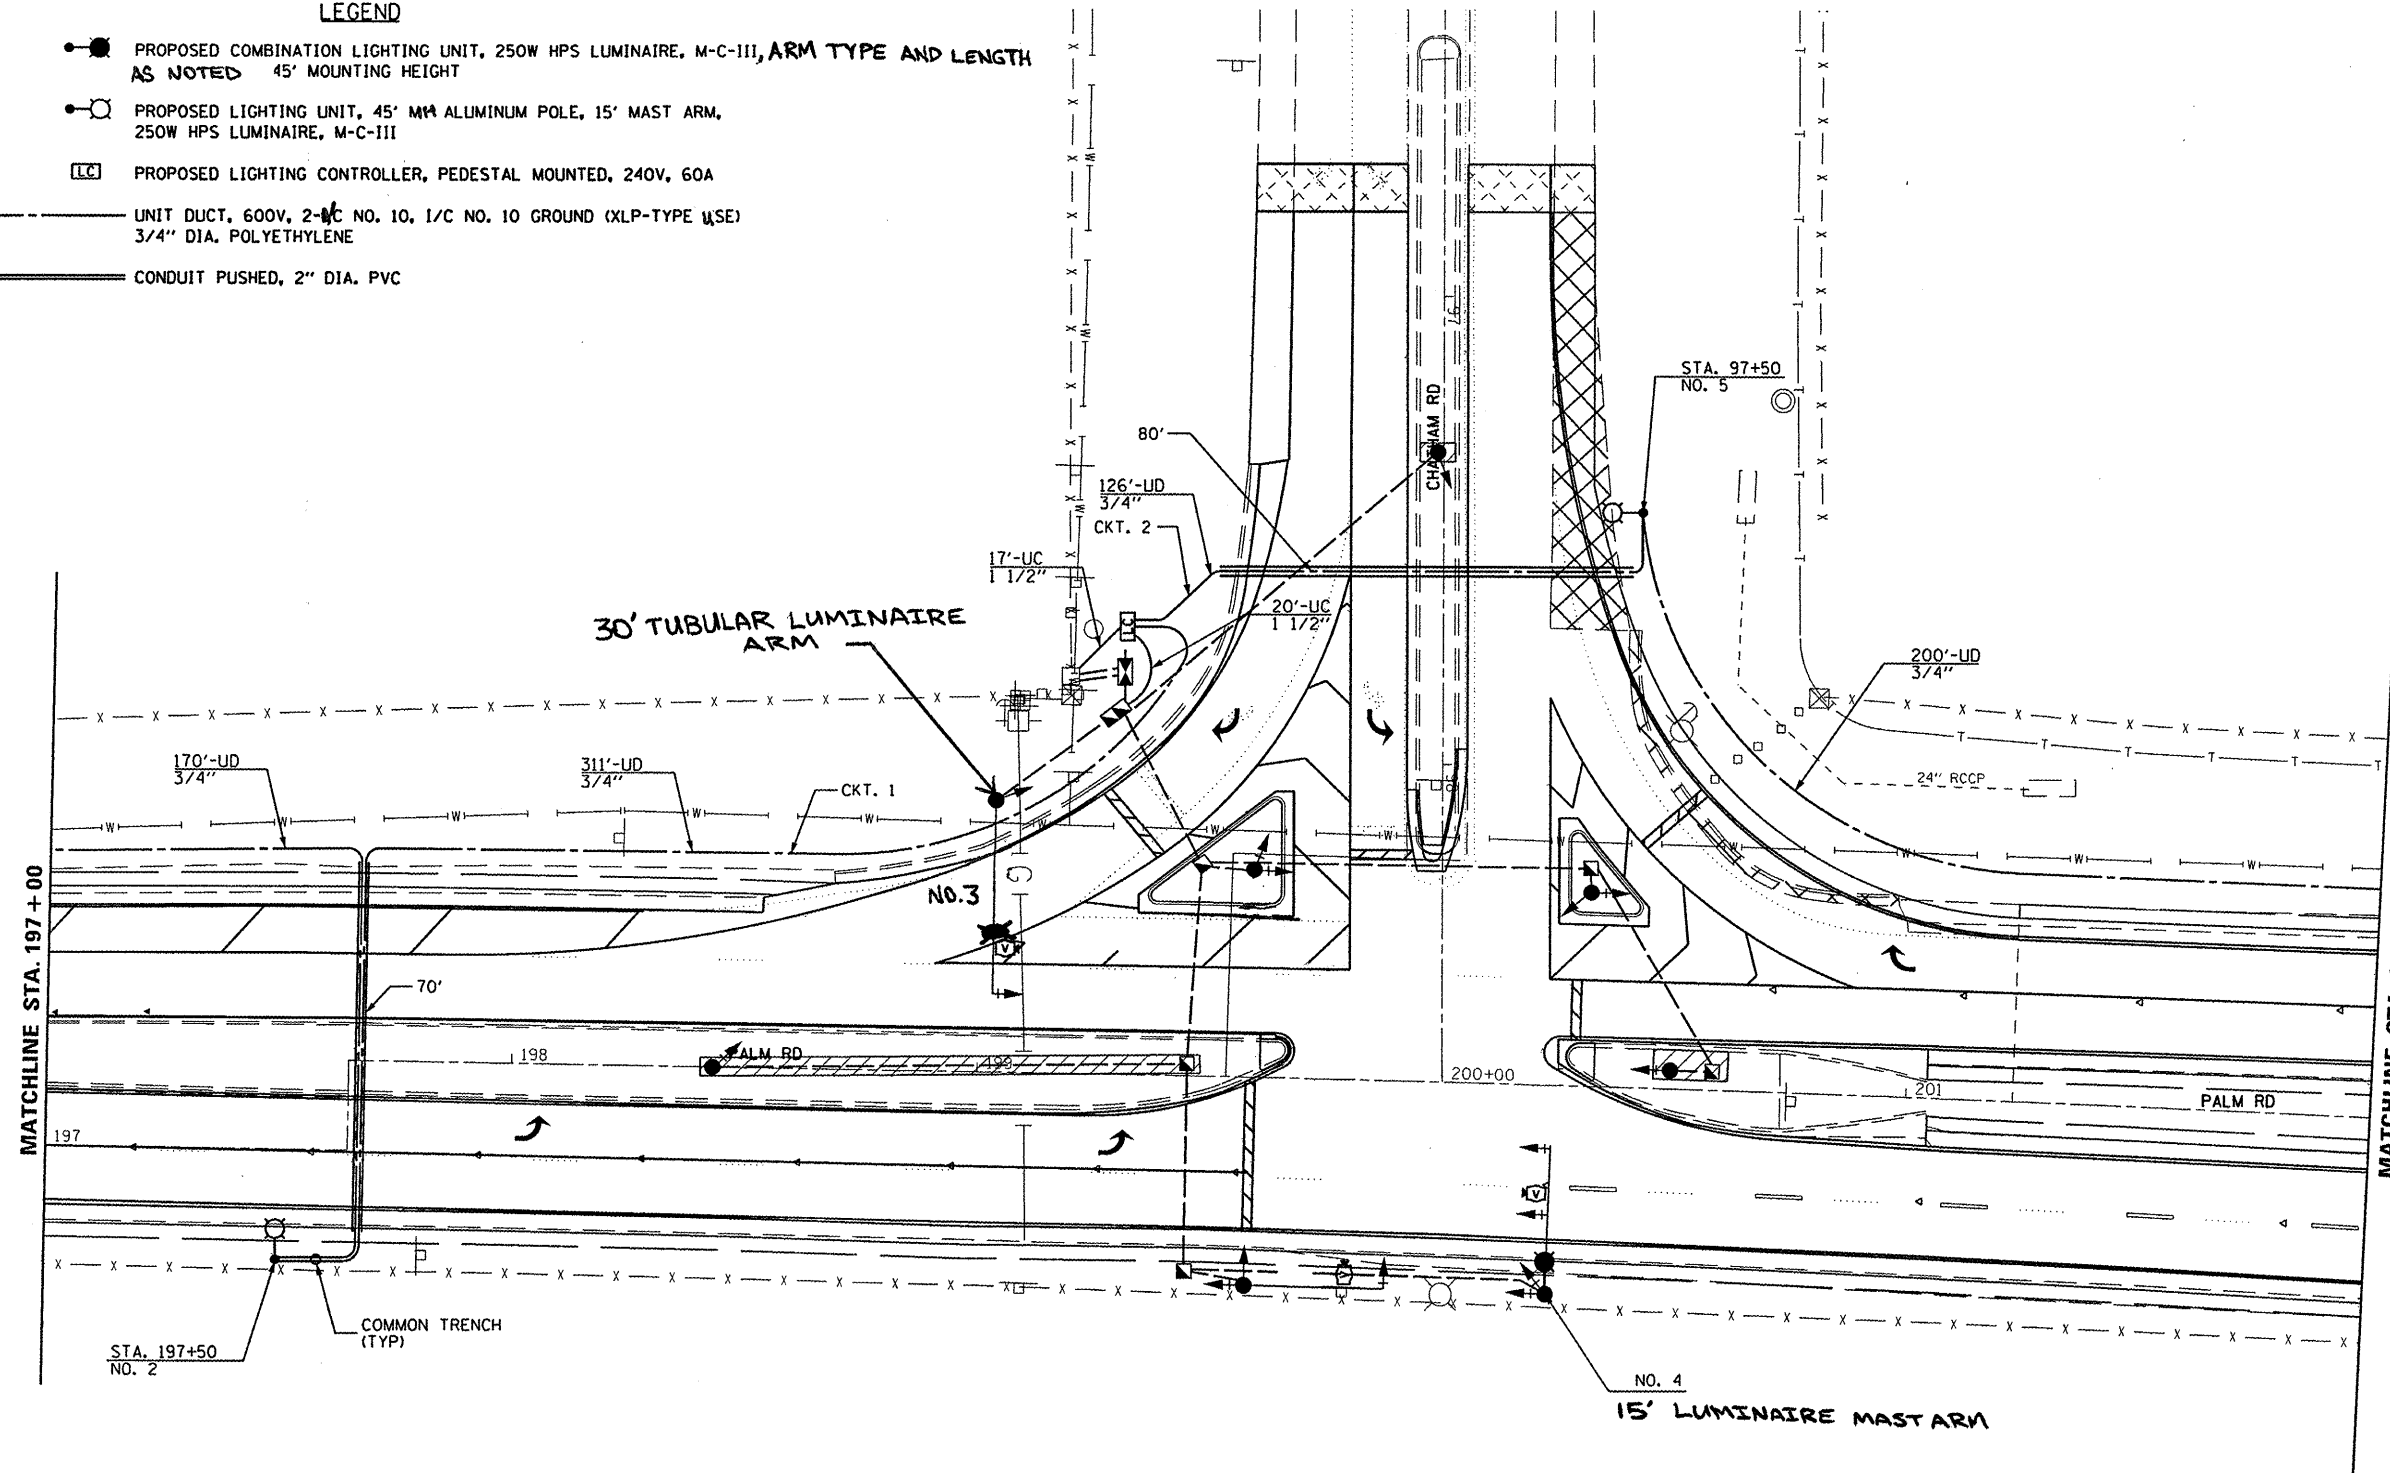 LEGEND
PROPOSED COMBINATION LIGHTING UNIT, 250W HPS LUMINAIRE, M-C-III, ARM TYPE AND LENGTH
AS NOTED 45' MOUNTING HEIGHT
PROPOSED LIGHTING UNIT, 45' MH ALUMINUM POLE, 15' MAST ARM,
250W HPS LUMINAIRE, M-C-III
LC PROPOSED LIGHTING CONTROLLER, PEDESTAL MOUNTED, 240V, 60A
UNIT DUCT, 600V, 2-1/C NO. 10, 1/C NO. 10 GROUND (XLP-TYPE USE)
3/4" DIA. POLYETHYLENE
CONDUIT PUSHED, 2" DIA. PVC
STA. 97+50
NO. 5
CHATHAM RD
97
80'
126'-UD
3/4"
CKT. 2
17'-UC
1 1/2"
20'-UC
1 1/2"
LC
30' TUBULAR LUMINAIRE
ARM
200'-UD
3/4"
24" RCCP
170'-UD
3/4"
311'-UD
3/4"
CKT. 1
G
NO.3
V
MATCHLINE STA. 197 + 00
70'
198
PALM RD
199
200+00
201
PALM RD
197
V
V
COMMON TRENCH
(TYP)
STA. 197+50
NO. 2
NO. 4
15' LUMINAIRE MAST ARM
MATCHLINE